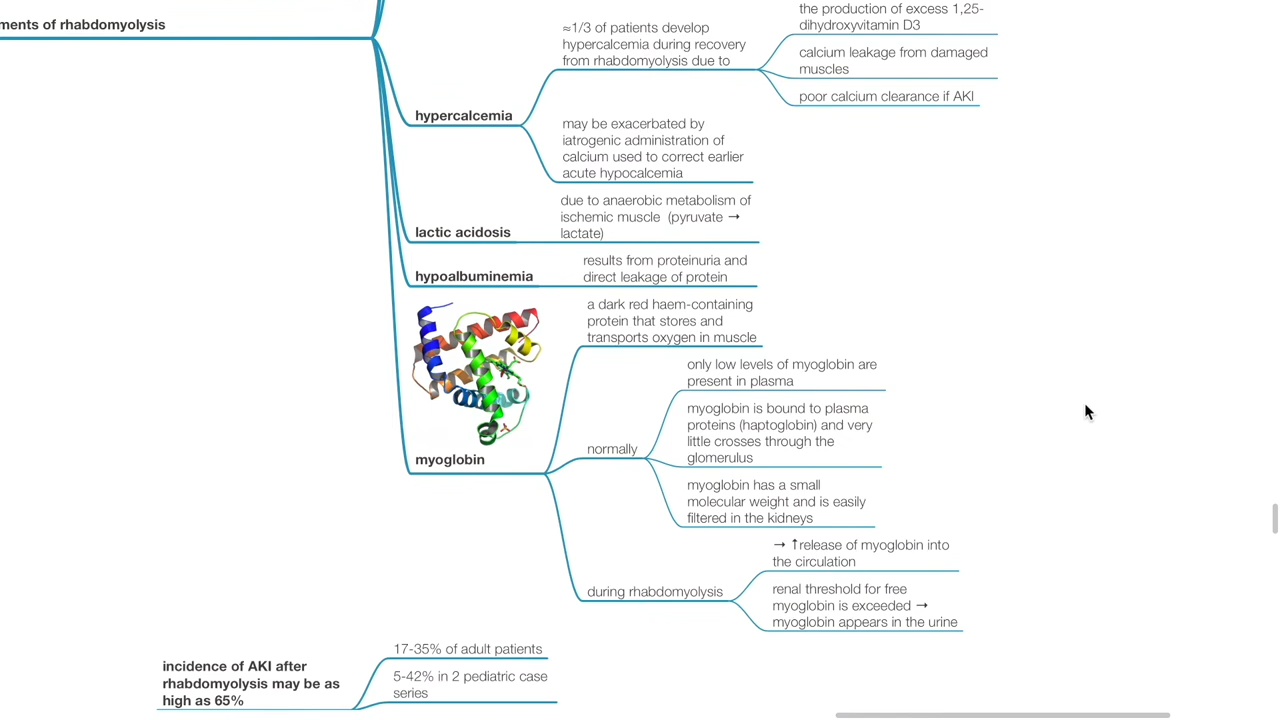 ments of rhabdomyolysis
≈1/3 of patients develop
hypercalcemia during recovery
from rhabdomyolysis due to
the production of excess 1,25-
dihydroxyvitamin D3
calcium leakage from damaged
muscles
poor calcium clearance if AKI
hypercalcemia
may be exacerbated by
iatrogenic administration of
calcium used to correct earlier
acute hypocalcemia
lactic acidosis
due to anaerobic metabolism of
ischemic muscle (pyruvate →
lactate)
hypoalbuminemia
results from proteinuria and
direct leakage of protein
myoglobin
a dark red haem-containing
protein that stores and
transports oxygen in muscle
normally
only low levels of myoglobin are
present in plasma
myoglobin is bound to plasma
proteins (haptoglobin) and very
little crosses through the
glomerulus
myoglobin has a small
molecular weight and is easily
filtered in the kidneys
during rhabdomyolysis
→ ↑release of myoglobin into
the circulation
renal threshold for free
myoglobin is exceeded →
myoglobin appears in the urine
incidence of AKI after
rhabdomyolysis may be as
high as 65%
17-35% of adult patients
5-42% in 2 pediatric case
series